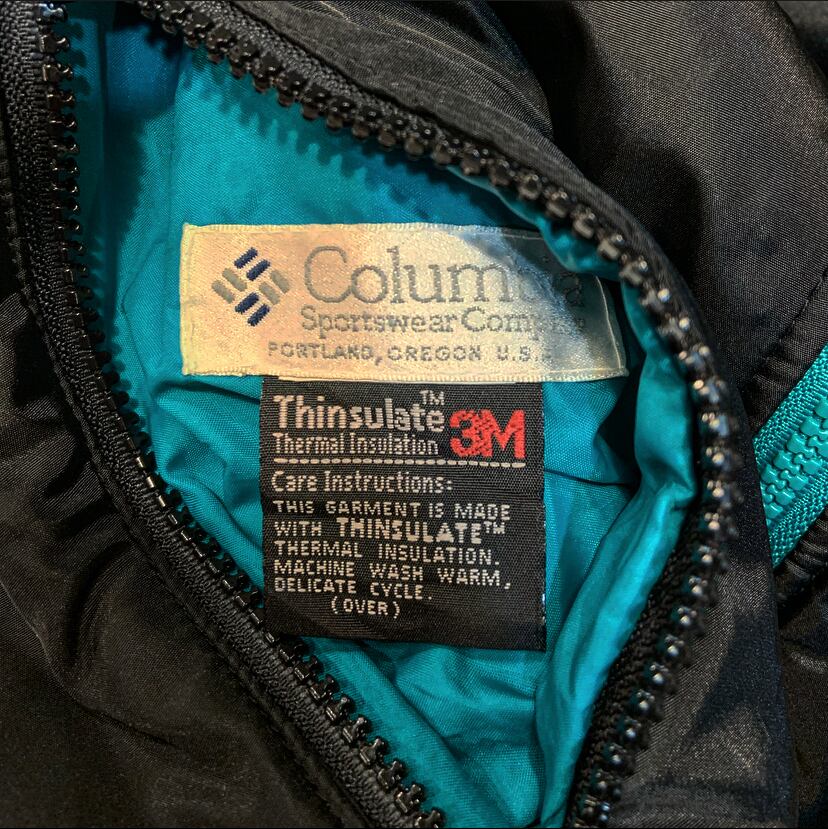 Columbia
Sportswear Company
PORTLAND, OREGON U.S.A.
Thinsulate™
Thermal Insulation 3M
Care Instructions:
THIS GARMENT IS MADE
WITH THINSULATE™
THERMAL INSULATION.
MACHINE WASH WARM,
DELICATE CYCLE.
(OVER)